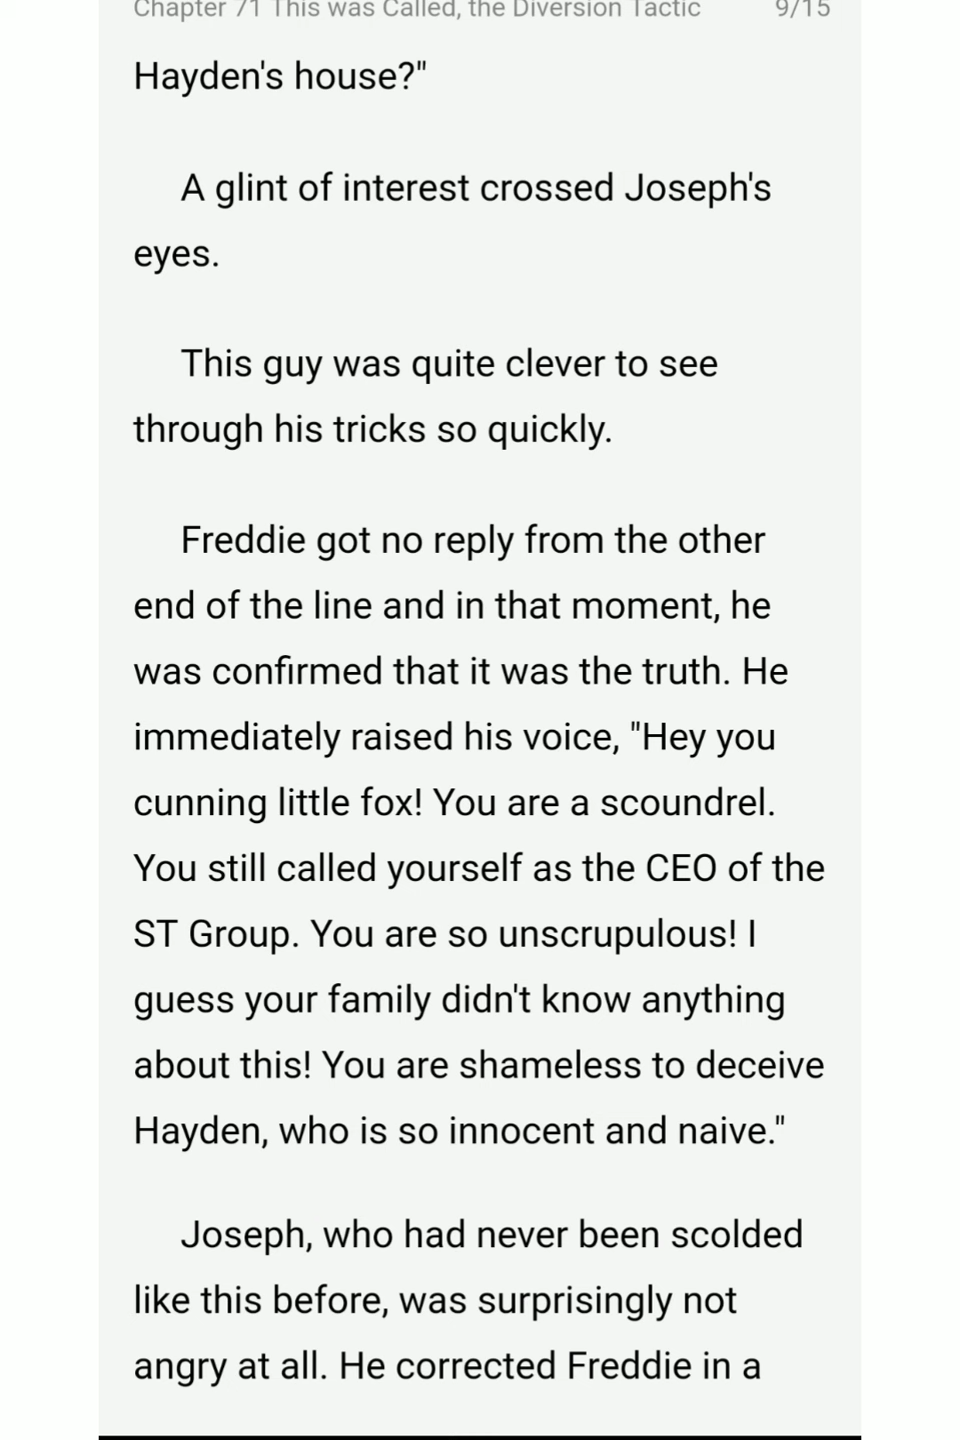 Chapter 71 This was Called, the Diversion Tactic 9/15
Hayden's house?"
A glint of interest crossed Joseph's
eyes.
This guy was quite clever to see
through his tricks so quickly.
Freddie got no reply from the other
end of the line and in that moment, he
was confirmed that it was the truth. He
immediately raised his voice, "Hey you
cunning little fox! You are a scoundrel.
You still called yourself as the CEO of the
ST Group. You are so unscrupulous! I
guess your family didn't know anything
about this! You are shameless to deceive
Hayden, who is so innocent and naive."
Joseph, who had never been scolded
like this before, was surprisingly not
angry at all. He corrected Freddie in a